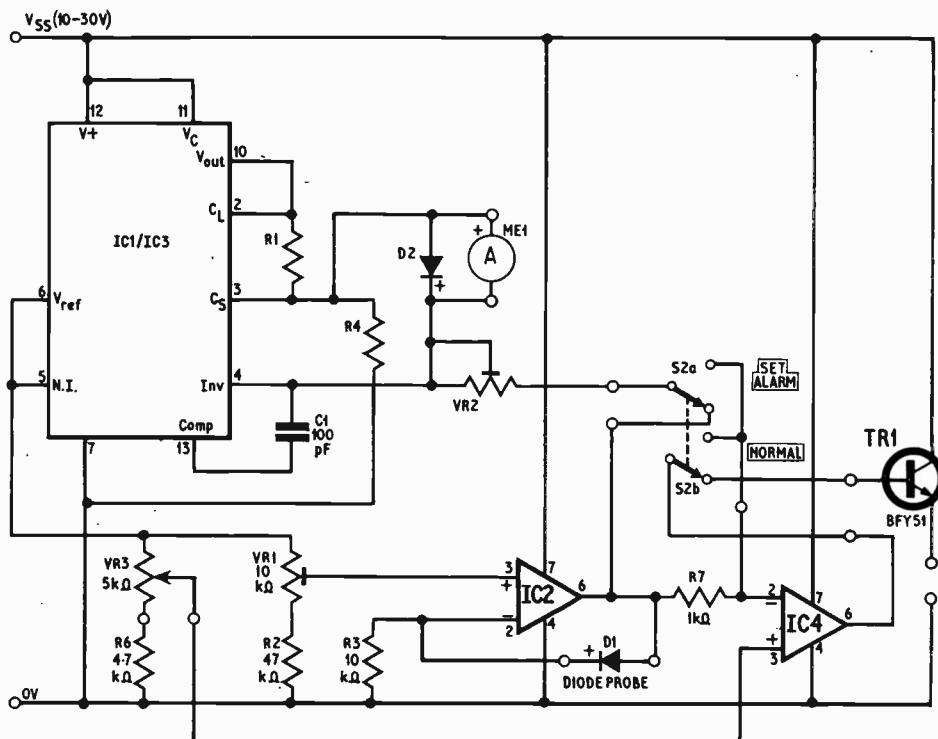 VSS (10-30V)
12
11
V+
VC
Vout
10
CL
2
R1
IC1/IC3
D2
+
+
ME1
A
6
Vref
CS
3
R4
5
N.I.
Inv
4
VR2
S2a
SET
ALARM
Comp
C1
100
pF
7
13
NORMAL
TR1
S2b
BFY51
VR3
5kΩ
VR1
10
kΩ
3
+
7
IC2
6
R7
1kΩ
2
–
7
IC4
6
–
2
4
+
3
4
R6
4·7
kΩ
R2
47
kΩ
R3
10
kΩ
+
D1
DIODE PROBE
0V